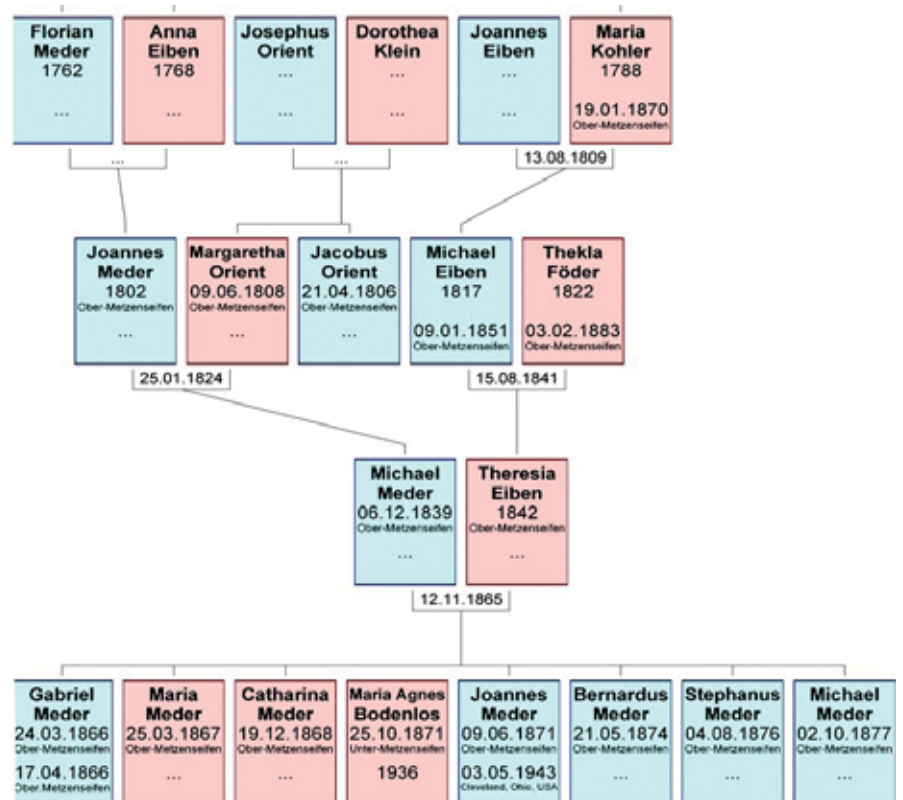 Florian
Meder
1762
...
Anna
Eiben
1768
...
Josephus
Orient
...
...
Dorothea
Klein
...
...
Joannes
Eiben
...
...
Maria
Kohler
1788
19.01.1870
Ober-Metzenseifen
...
...
13.08.1809
Joannes
Meder
1802
Ober-Metzenseifen
...
Margaretha
Orient
09.06.1808
Ober-Metzenseifen
...
Jacobus
Orient
21.04.1806
Ober-Metzenseifen
...
Michael
Eiben
1817
09.01.1851
Ober-Metzenseifen
Thekla
Föder
1822
03.02.1883
Ober-Metzenseifen
25.01.1824
15.08.1841
Michael
Meder
06.12.1839
Ober-Metzenseifen
...
Theresia
Eiben
1842
Ober-Metzenseifen
...
12.11.1865
Gabriel
Meder
24.03.1866
Ober-Metzenseifen
17.04.1866
Ober.Metzenseifen
Maria
Meder
25.03.1867
Ober-Metzenseifen
...
Catharina
Meder
19.12.1868
Ober-Metzenseifen
...
Maria Agnes
Bodenlos
25.10.1871
Unter-Metzenseifen
1936
Joannes
Meder
09.06.1871
Ober-Metzenseifen
03.05.1943
Cleveland, Ohio, USA
Bernardus
Meder
21.05.1874
Ober-Metzenseifen
...
Stephanus
Meder
04.08.1876
Ober-Metzenseifen
...
Michael
Meder
02.10.1877
Ober-Metzenseifen
...